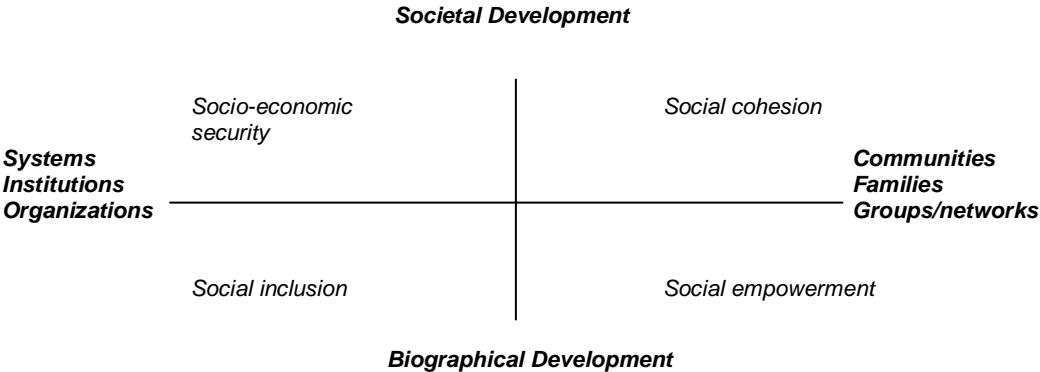 Societal Development
Socio-economic
security
Social cohesion
Systems
Institutions
Organizations
Communities
Families
Groups/networks
Social inclusion
Social empowerment
Biographical Development